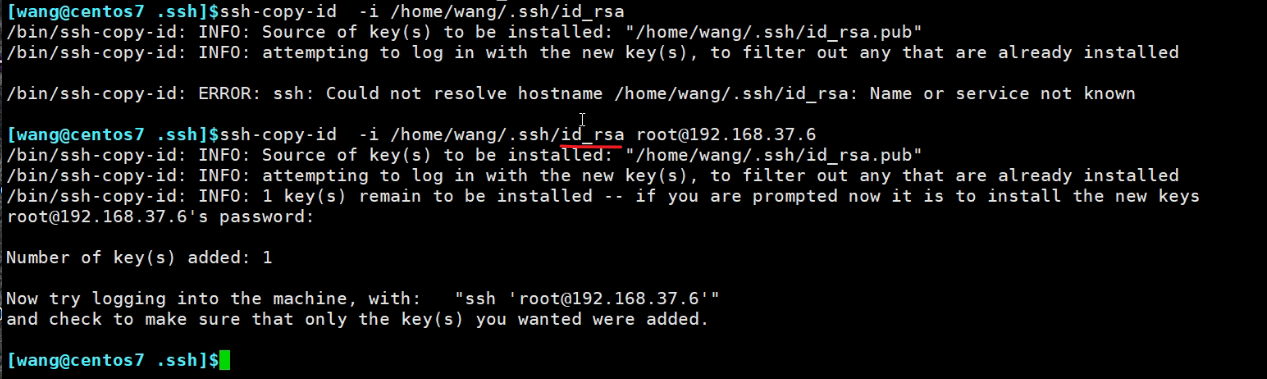 [wang@centos7 .ssh]$ssh-copy-id  -i /home/wang/.ssh/id_rsa
/bin/ssh-copy-id: INFO: Source of key(s) to be installed: "/home/wang/.ssh/id_rsa.pub"
/bin/ssh-copy-id: INFO: attempting to log in with the new key(s), to filter out any that are already installed
/bin/ssh-copy-id: ERROR: ssh: Could not resolve hostname /home/wang/.ssh/id_rsa: Name or service not known
[wang@centos7 .ssh]$ssh-copy-id  -i /home/wang/.ssh/id_rsa root@192.168.37.6
/bin/ssh-copy-id: INFO: Source of key(s) to be installed: "/home/wang/.ssh/id_rsa.pub"
/bin/ssh-copy-id: INFO: attempting to log in with the new key(s), to filter out any that are already installed
/bin/ssh-copy-id: INFO: 1 key(s) remain to be installed -- if you are prompted now it is to install the new keys
root@192.168.37.6's password:
Number of key(s) added: 1
Now try logging into the machine, with:   "ssh 'root@192.168.37.6'"
and check to make sure that only the key(s) you wanted were added.
[wang@centos7 .ssh]$